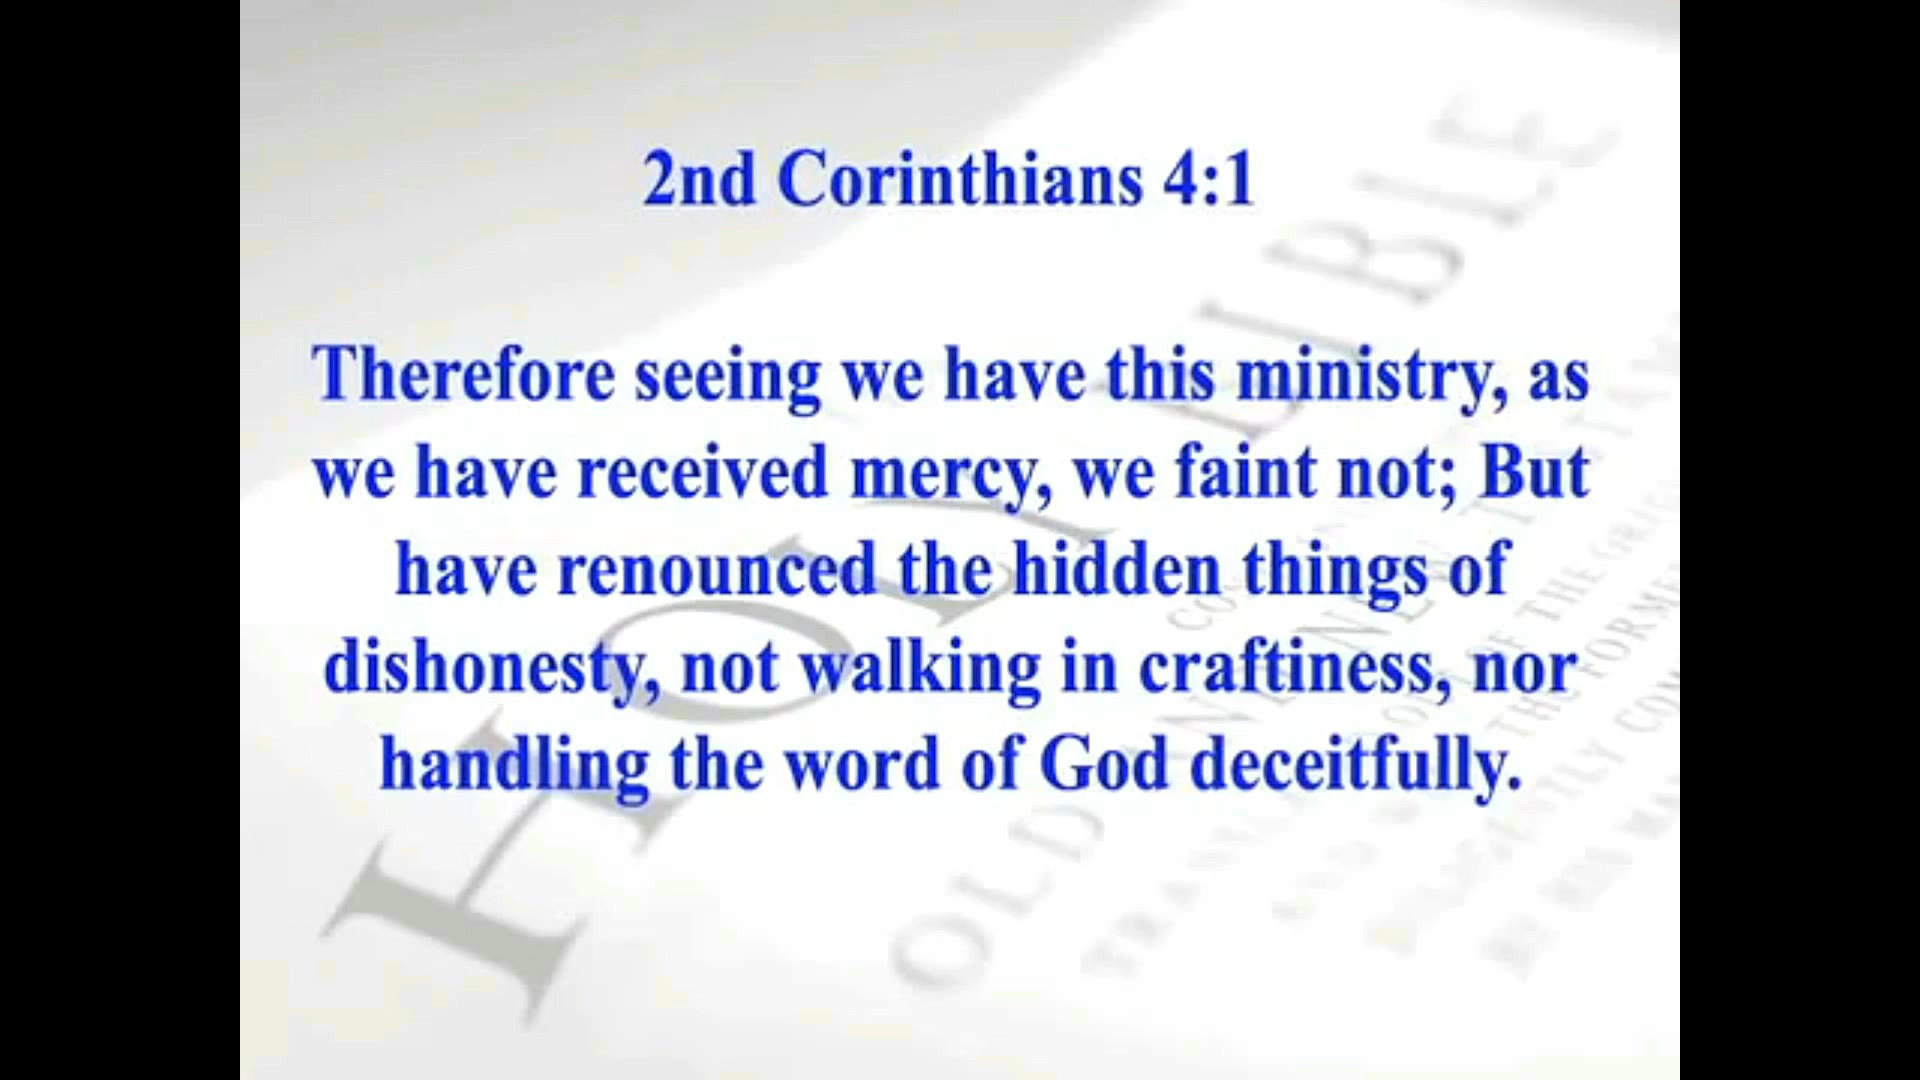 2nd Corinthians 4:1
Therefore seeing we have this ministry, as
we have received mercy, we faint not; But
have renounced the hidden things of
dishonesty, not walking in craftiness, nor
handling the word of God deceitfully.
HOLY BIBLE
OLD AND NEW